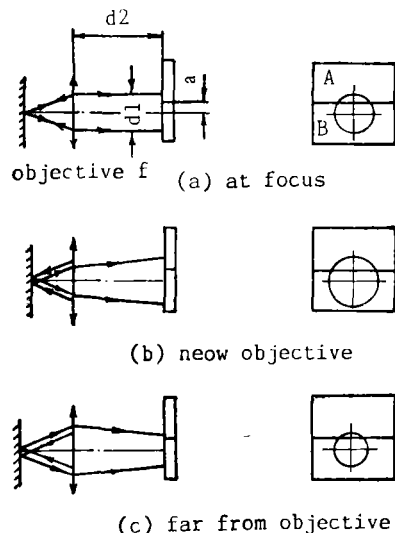 d2
a
d1
A
B
objective f
(a) at focus
(b) neow objective
(c) far from objective